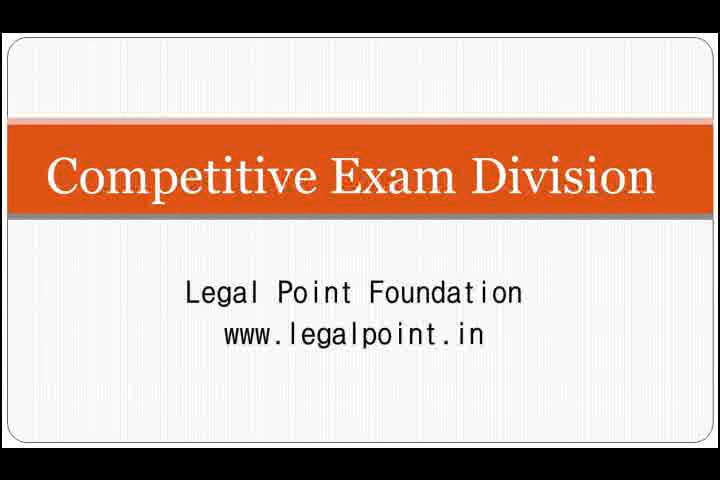 Competitive Exam Division
Legal Point Foundation
www.legalpoint.in